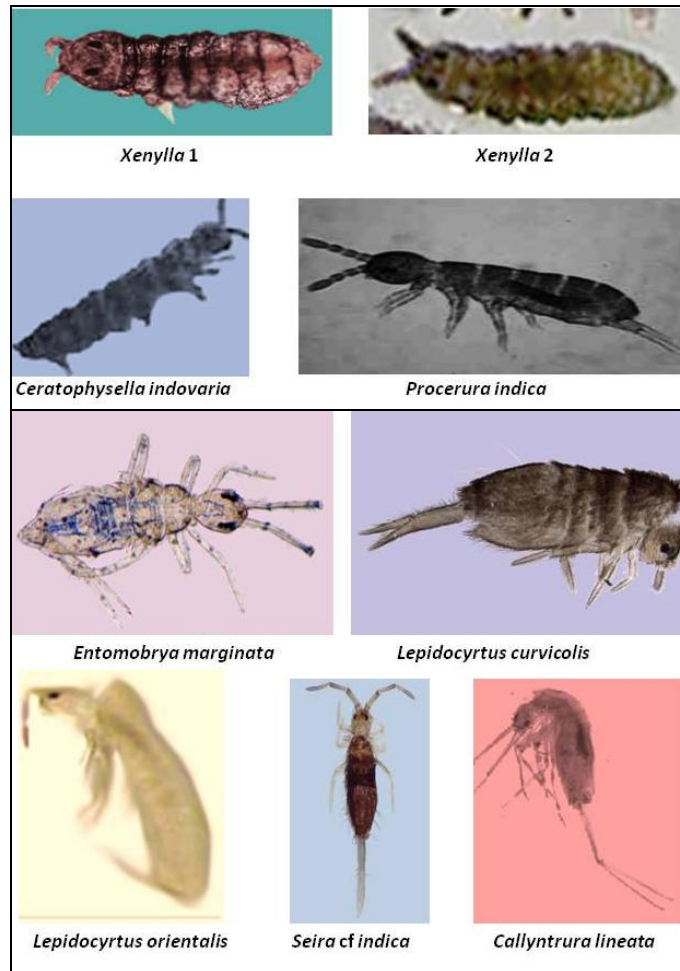 Xenylla 1
Xenylla 2
Ceratophysella indovaria
Procerura indica
Entomobrya marginata
Lepidocyrtus curvicolis
Lepidocyrtus orientalis
Seira cf indica
Callyntrura lineata